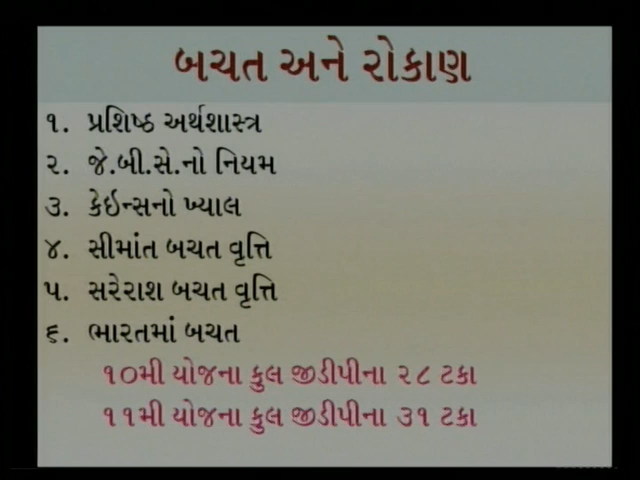 બચત અને રોકાણ
૧. પ્રશિષ્ઠ અર્થશાસ્ત્ર
૨. જે.બી.સે.નો નિયમ
૩. કેઇન્સનો ખ્યાલ
૪. સીમાંત બચત વૃત્તિ
૫. સરેરાશ બચત વૃત્તિ
૬. ભારતમાં બચત
૧૦મી યોજના કુલ જીડીપીના ૨૮ ટકા
૧૧મી યોજના કુલ જીડીપીના ૩૧ ટકા